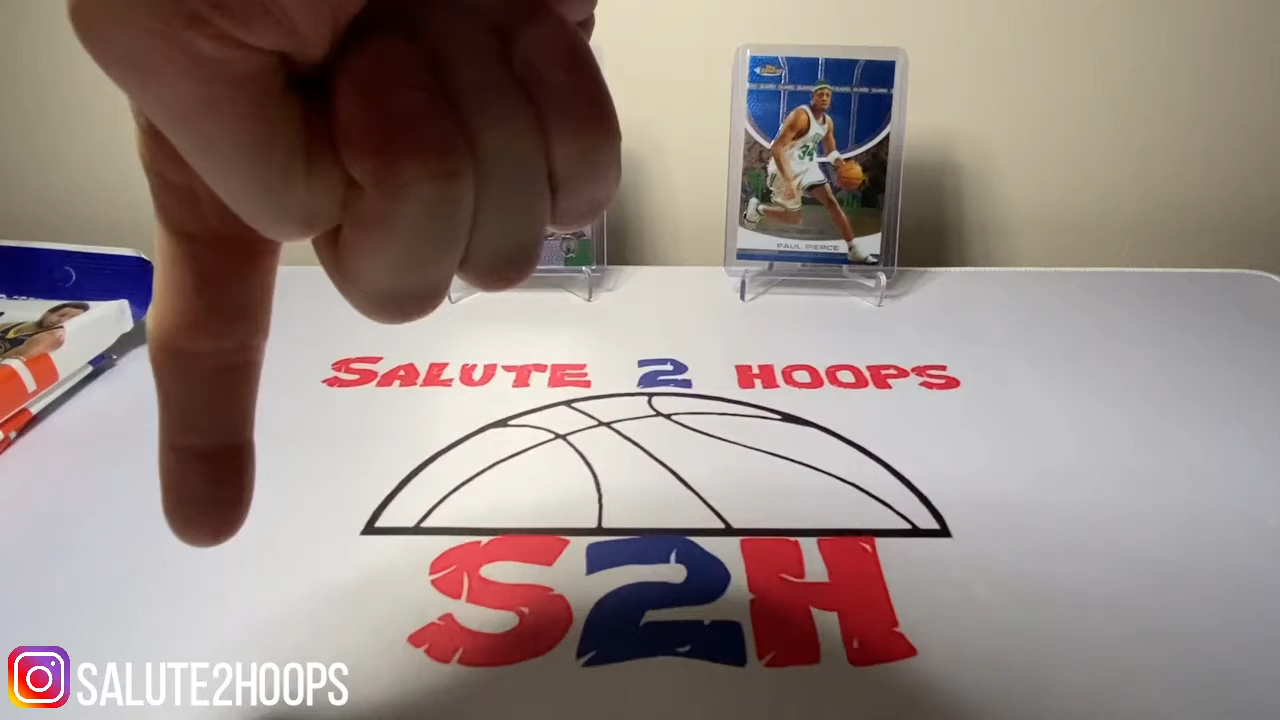 PAUL PIERCE
34
SALUTE 2 HOOPS
S2H
SALUTE2HOOPS